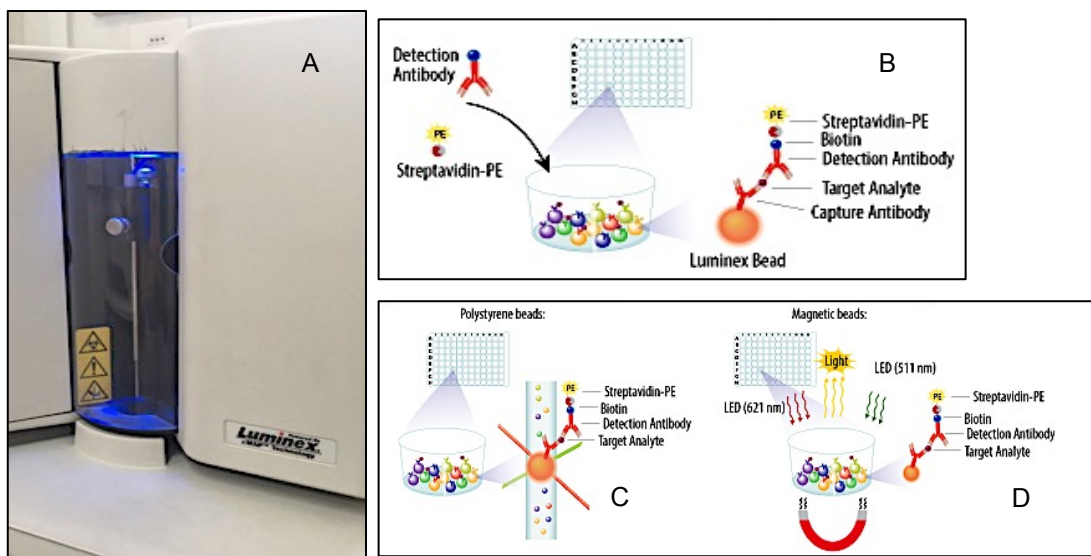 A
Luminex
xMAP Technology
B
Detection
Antibody
PE
Streptavidin-PE
PE
Streptavidin-PE
Biotin
Detection Antibody
Target Analyte
Capture Antibody
Luminex Bead
Polystyrene beads:
PE
Streptavidin-PE
Biotin
Detection Antibody
Target Analyte
C
Magnetic beads:
Light
LED (511 nm)
LED (621 nm)
PE
Streptavidin-PE
Biotin
Detection Antibody
Target Analyte
D